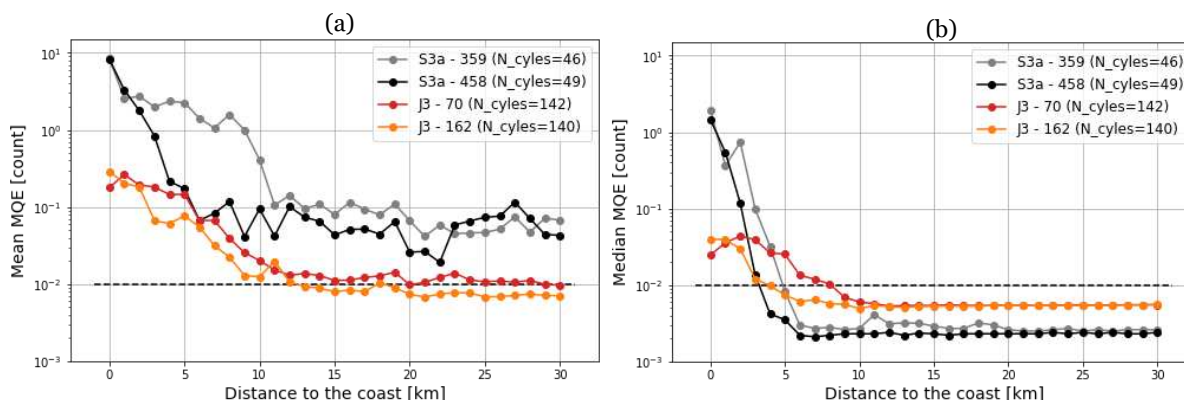 (a)
10¹
10⁰
10⁻¹
10⁻²
10⁻³
Mean MQE [count]
S3a - 359 (N_cyles=46)
S3a - 458 (N_cyles=49)
J3 - 70 (N_cyles=142)
J3 - 162 (N_cyles=140)
0 5 10 15 20 25 30
Distance to the coast [km]
(b)
10¹
10⁰
10⁻¹
10⁻²
10⁻³
Median MQE [count]
S3a - 359 (N_cyles=46)
S3a - 458 (N_cyles=49)
J3 - 70 (N_cyles=142)
J3 - 162 (N_cyles=140)
0 5 10 15 20 25 30
Distance to the coast [km]